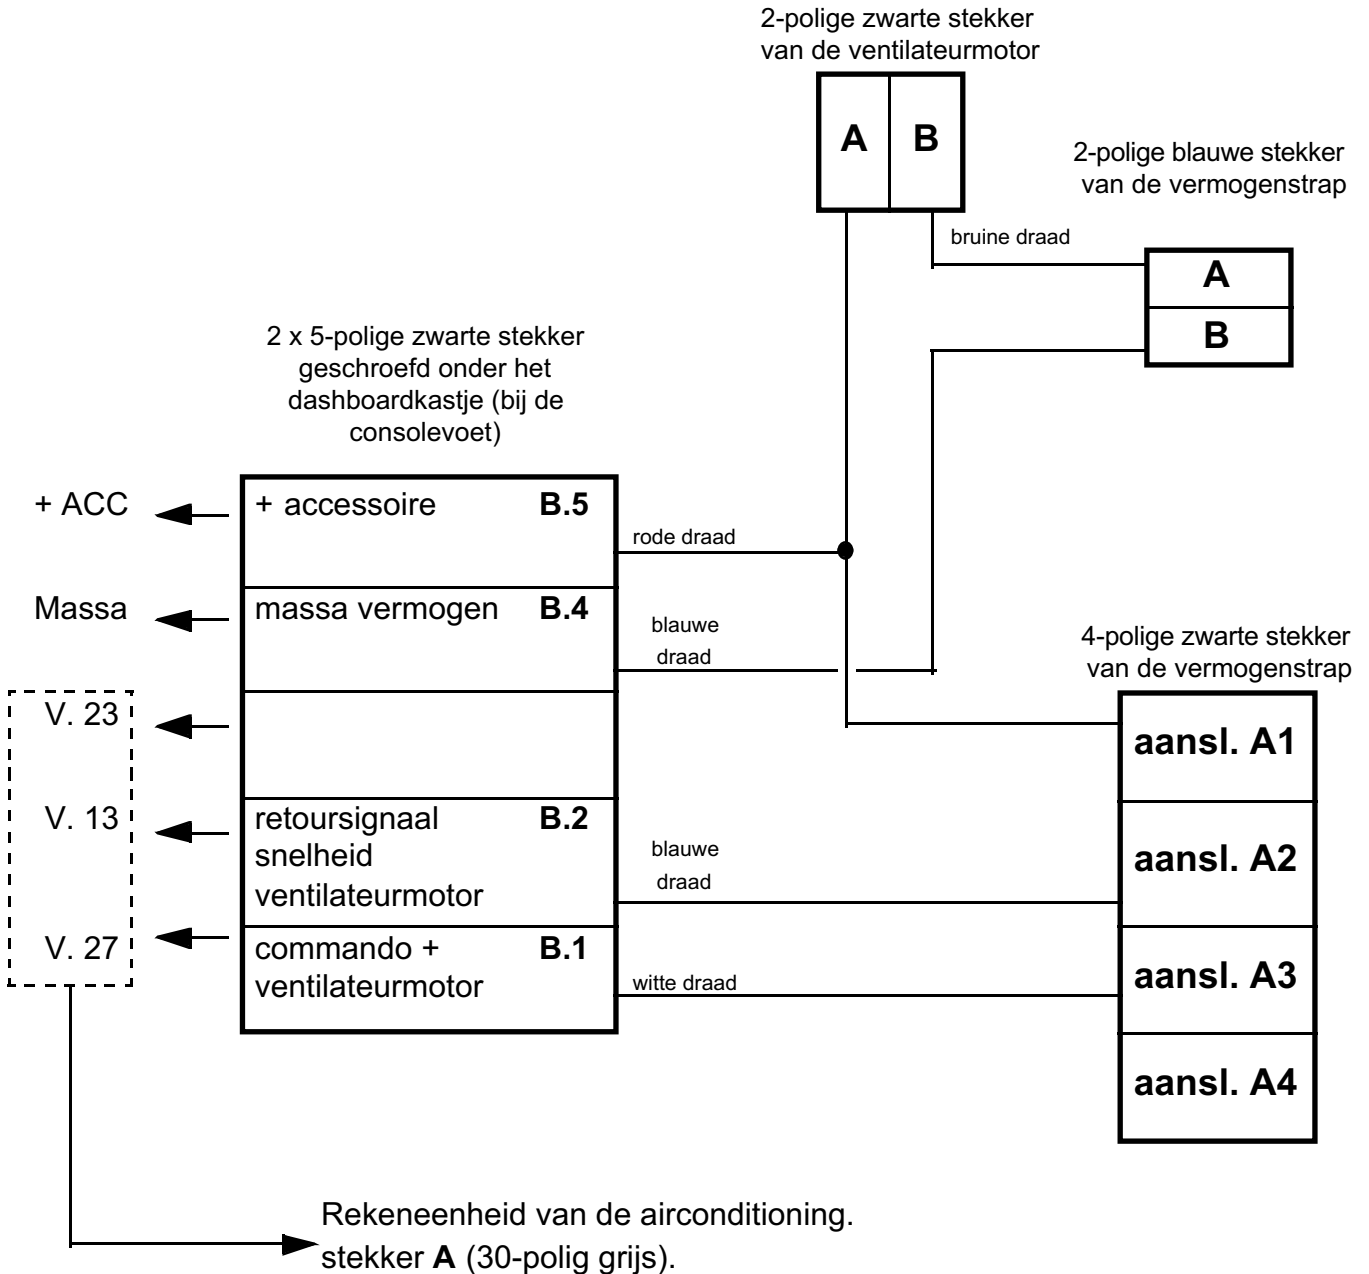 2-polige zwarte stekker
van de ventilateurmotor
A B
2-polige blauwe stekker
van de vermogenstrap
bruine draad
A
B
2 x 5-polige zwarte stekker
geschroefd onder het
dashboardkastje (bij de
consolevoet)
+ ACC
+ accessoire B.5
rode draad
Massa
massa vermogen B.4
blauwe
draad
4-polige zwarte stekker
van de vermogenstrap
V. 23
aansl. A1
V. 13
retoursignaal B.2
snelheid
ventilateurmotor
blauwe
draad
aansl. A2
V. 27
commando + B.1
ventilateurmotor
witte draad
aansl. A3
aansl. A4
Rekeneenheid van de airconditioning.
stekker A (30-polig grijs).